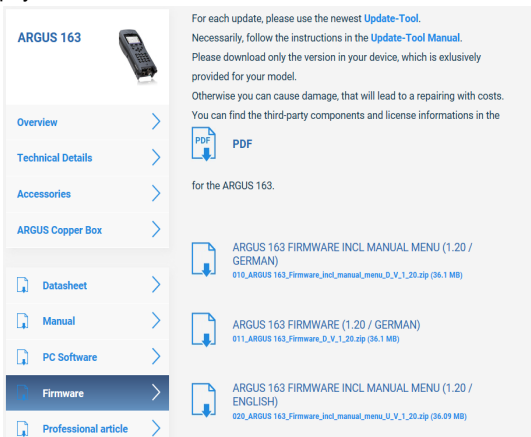 ARGUS 163
Overview
Technical Details
Accessories
ARGUS Copper Box
Datasheet
Manual
PC Software
Firmware
Professional article
For each update, please use the newest Update-Tool.
Necessarily, follow the instructions in the Update-Tool Manual.
Please download only the version in your device, which is exlusively
provided for your model.
Otherwise you can cause damage, that will lead to a repairing with costs.
You can find the third-party components and license informations in the
PDF
PDF
for the ARGUS 163.
ARGUS 163 FIRMWARE INCL MANUAL MENU (1.20 /
GERMAN)
010_ARGUS 163_Firmware_incl_manual_menu_D_V_1_20.zip (36.1 MB)
ARGUS 163 FIRMWARE (1.20 / GERMAN)
011_ARGUS 163_Firmware_D_V_1_20.zip (36.1 MB)
ARGUS 163 FIRMWARE INCL MANUAL MENU (1.20 /
ENGLISH)
020_ARGUS 163_Firmware_incl_manual_menu_U_V_1_20.zip (36.09 MB)